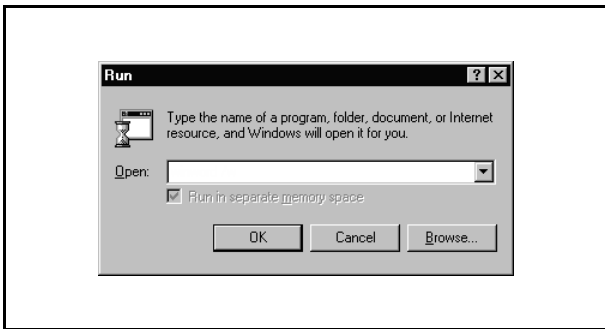 Run
Type the name of a program, folder, document, or Internet
resource, and Windows will open it for you.
Open:
Run in separate memory space
OK Cancel Browse...